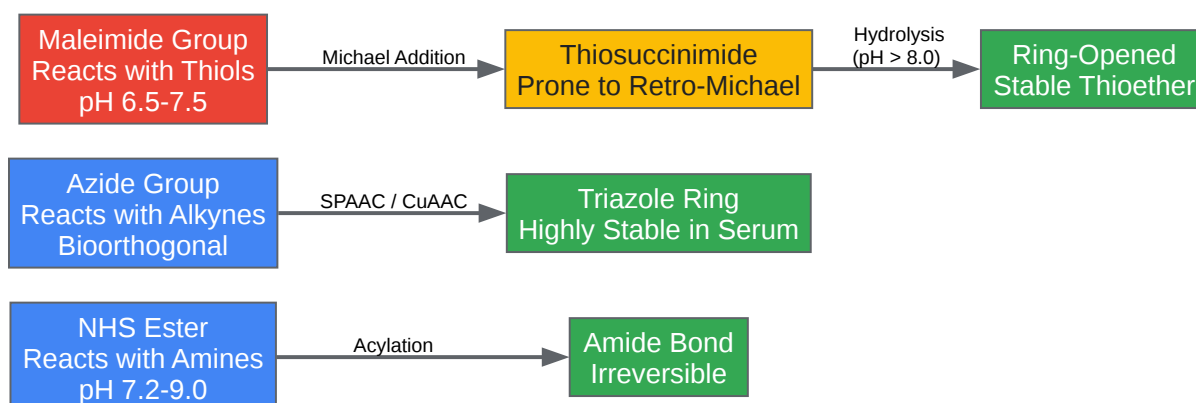 Maleimide Group
Reacts with Thiols
pH 6.5-7.5
Michael Addition
Thiosuccinimide
Prone to Retro-Michael
Hydrolysis
(pH > 8.0)
Ring-Opened
Stable Thioether
Azide Group
Reacts with Alkynes
Bioorthogonal
SPAAC / CuAAC
Triazole Ring
Highly Stable in Serum
NHS Ester
Reacts with Amines
pH 7.2-9.0
Acylation
Amide Bond
Irreversible